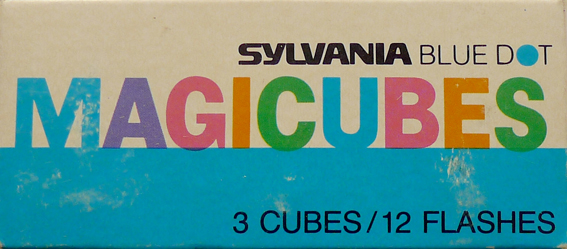 SYLVANIA BLUE DOT
MAGICUBES
3 CUBES/12 FLASHES